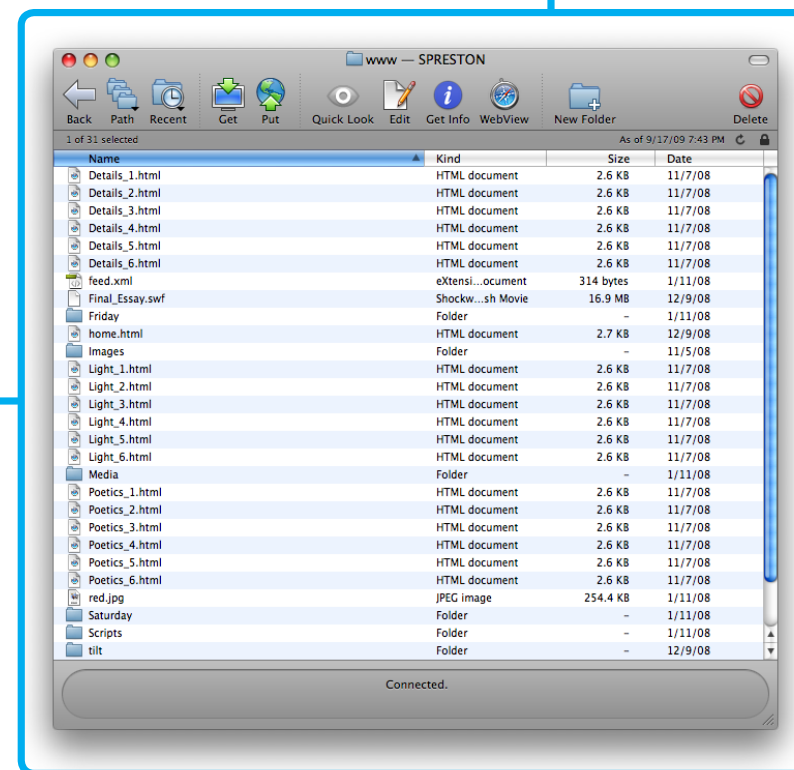 www — SPRESTON
Back Path Recent Get Put Quick Look Edit Get Info WebView New Folder Delete
1 of 31 selected As of 9/17/09 7:43 PM
Name Kind Size Date
Details_1.html HTML document 2.6 KB 11/7/08
Details_2.html HTML document 2.6 KB 11/7/08
Details_3.html HTML document 2.6 KB 11/7/08
Details_4.html HTML document 2.6 KB 11/7/08
Details_5.html HTML document 2.6 KB 11/7/08
Details_6.html HTML document 2.6 KB 11/7/08
feed.xml eXtensi...ocument 314 bytes 1/11/08
Final_Essay.swf Shockw...sh Movie 16.9 MB 12/9/08
Friday Folder – 1/11/08
home.html HTML document 2.7 KB 12/9/08
Images Folder – 11/5/08
Light_1.html HTML document 2.6 KB 11/7/08
Light_2.html HTML document 2.6 KB 11/7/08
Light_3.html HTML document 2.6 KB 11/7/08
Light_4.html HTML document 2.6 KB 11/7/08
Light_5.html HTML document 2.6 KB 11/7/08
Light_6.html HTML document 2.6 KB 11/7/08
Media Folder – 1/11/08
Poetics_1.html HTML document 2.6 KB 11/7/08
Poetics_2.html HTML document 2.6 KB 11/7/08
Poetics_3.html HTML document 2.6 KB 11/7/08
Poetics_4.html HTML document 2.6 KB 11/7/08
Poetics_5.html HTML document 2.6 KB 11/7/08
Poetics_6.html HTML document 2.6 KB 11/7/08
red.jpg JPEG image 254.4 KB 1/11/08
Saturday Folder – 1/11/08
Scripts Folder – 1/11/08
tilt Folder – 12/9/08
Connected.